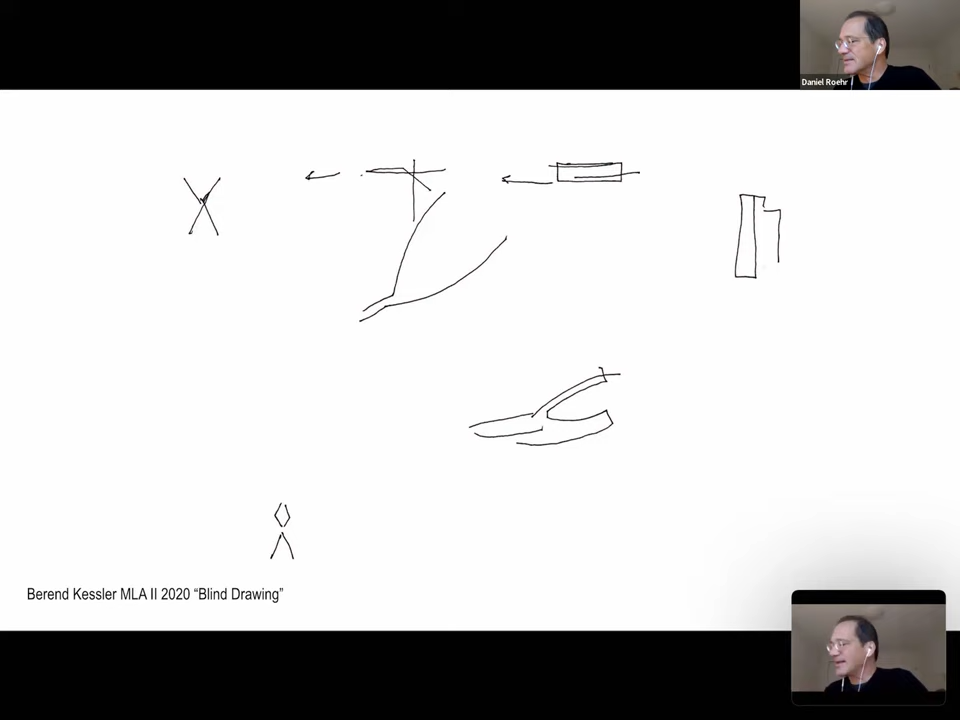 Daniel Roehr
Berend Kessler MLA II 2020 “Blind Drawing”